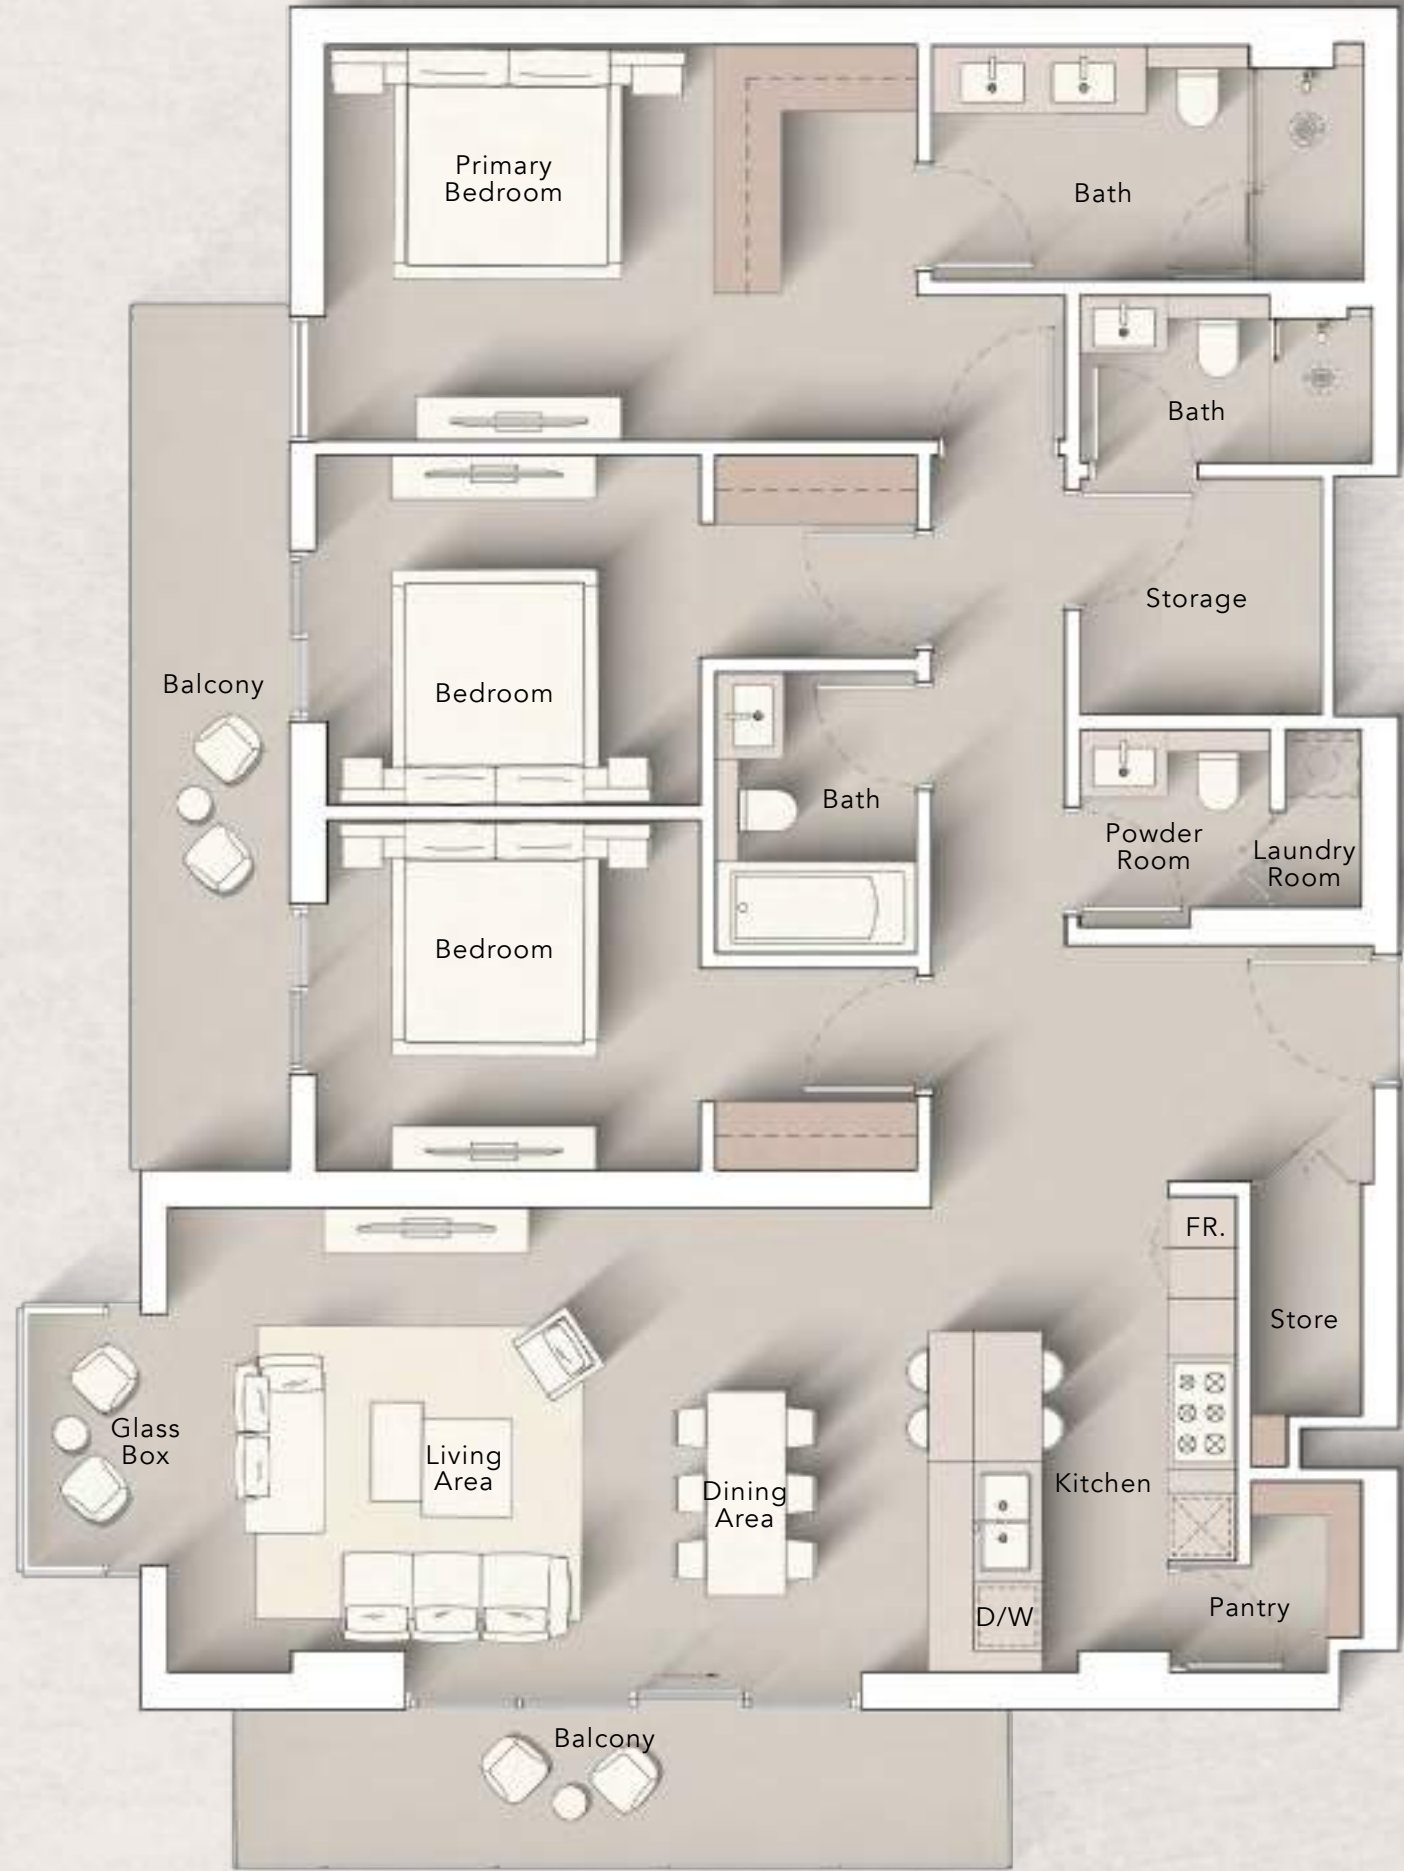 Primary
Bedroom
Bath
Bath
Storage
Balcony
Bedroom
Bath
Powder
Room
Laundry
Room
Bedroom
FR.
Store
Glass
Box
Living
Area
Dining
Area
Kitchen
D/W
Pantry
Balcony